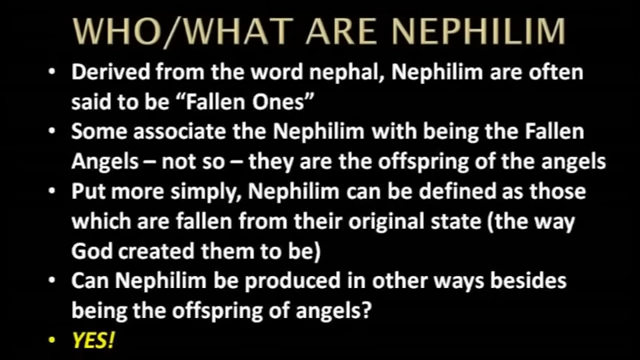 WHO/WHAT ARE NEPHILIM
• Derived from the word nephal, Nephilim are often
said to be “Fallen Ones”
• Some associate the Nephilim with being the Fallen
Angels – not so – they are the offspring of the angels
• Put more simply, Nephilim can be defined as those
which are fallen from their original state (the way
God created them to be)
• Can Nephilim be produced in other ways besides
being the offspring of angels?
• YES!